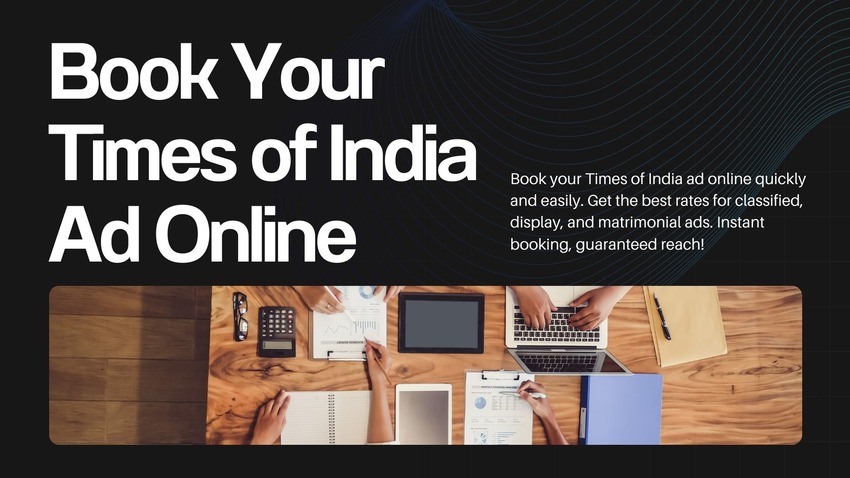 Book Your
Times of India
Ad Online
Book your Times of India ad online quickly
and easily. Get the best rates for classified,
display, and matrimonial ads. Instant
booking, guaranteed reach!